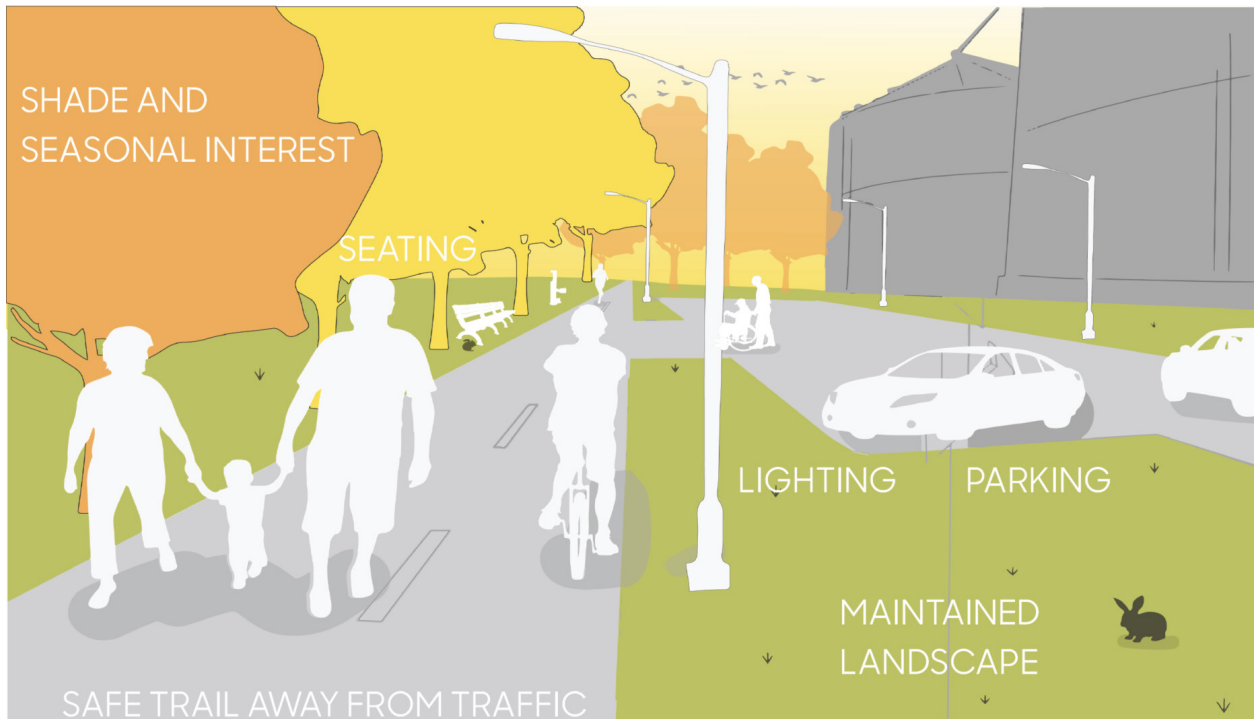 SHADE AND
SEASONAL INTEREST
SEATING
LIGHTING
PARKING
MAINTAINED
LANDSCAPE
SAFE TRAIL AWAY FROM TRAFFIC